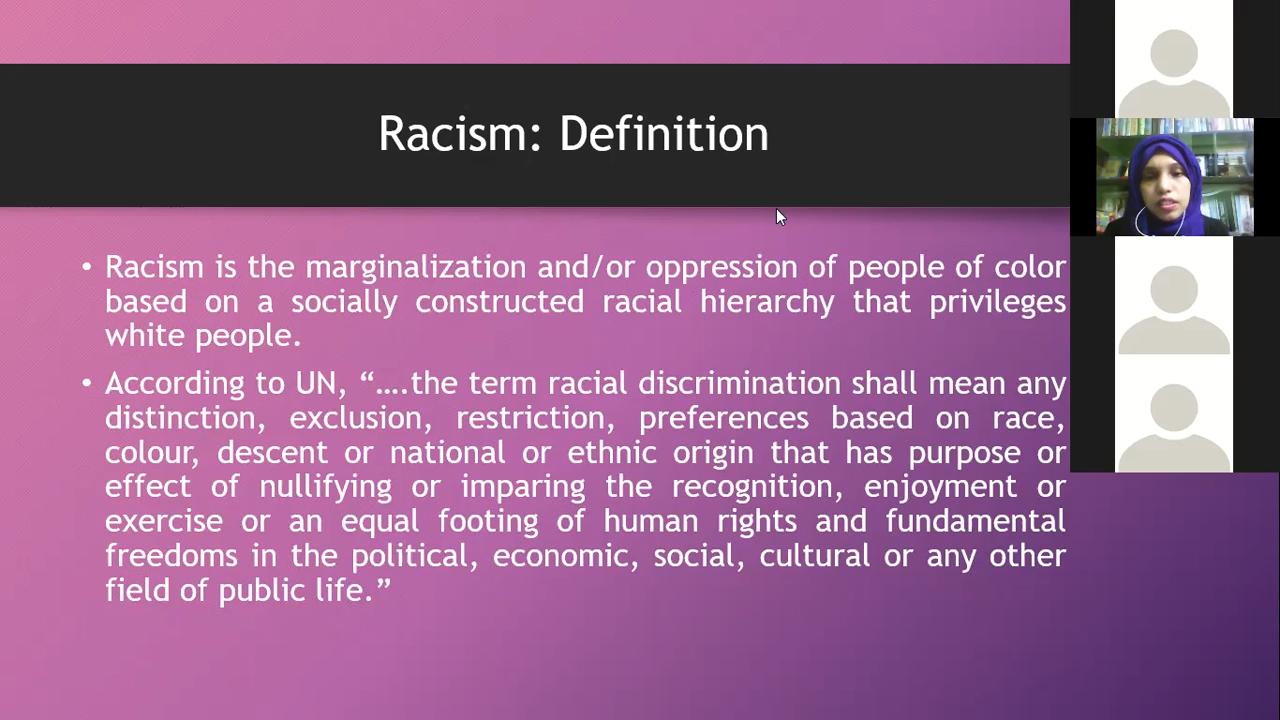 Racism: Definition
• Racism is the marginalization and/or oppression of people of color
based on a socially constructed racial hierarchy that privileges
white people.
• According to UN, “….the term racial discrimination shall mean any
distinction, exclusion, restriction, preferences based on race,
colour, descent or national or ethnic origin that has purpose or
effect of nullifying or imparing the recognition, enjoyment or
exercise or an equal footing of human rights and fundamental
freedoms in the political, economic, social, cultural or any other
field of public life.”